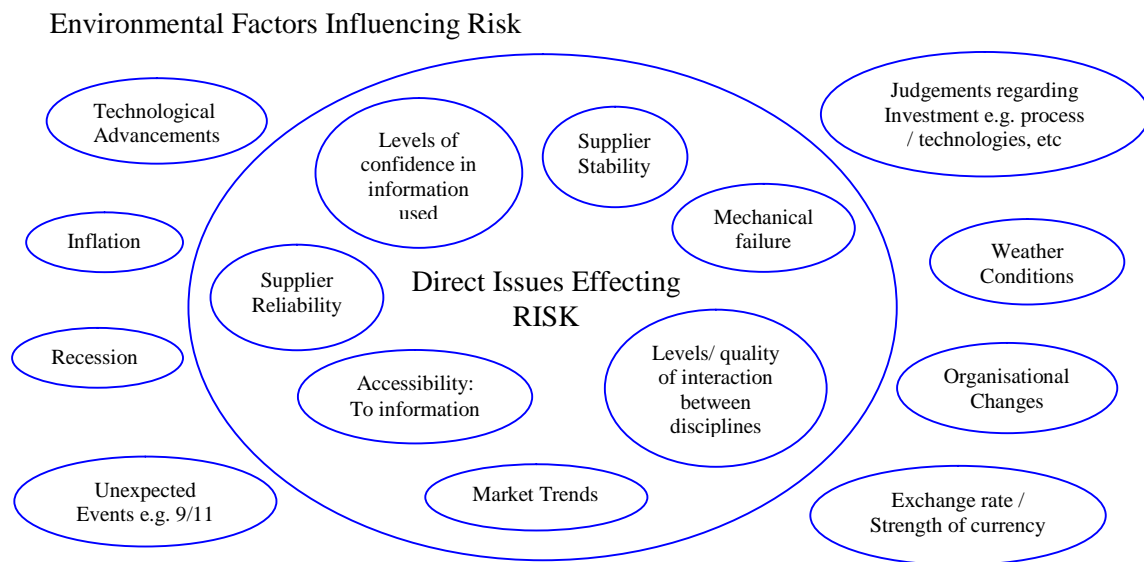 Environmental Factors Influencing Risk
Technological
Advancements
Levels of
confidence in
information
used
Supplier
Stability
Judgements regarding
Investment e.g. process
/ technologies, etc
Mechanical
failure
Inflation
Weather
Conditions
Supplier
Reliability
Direct Issues Effecting
RISK
Recession
Accessibility:
To information
Levels/ quality
of interaction
between
disciplines
Organisational
Changes
Unexpected
Events e.g. 9/11
Market Trends
Exchange rate /
Strength of currency